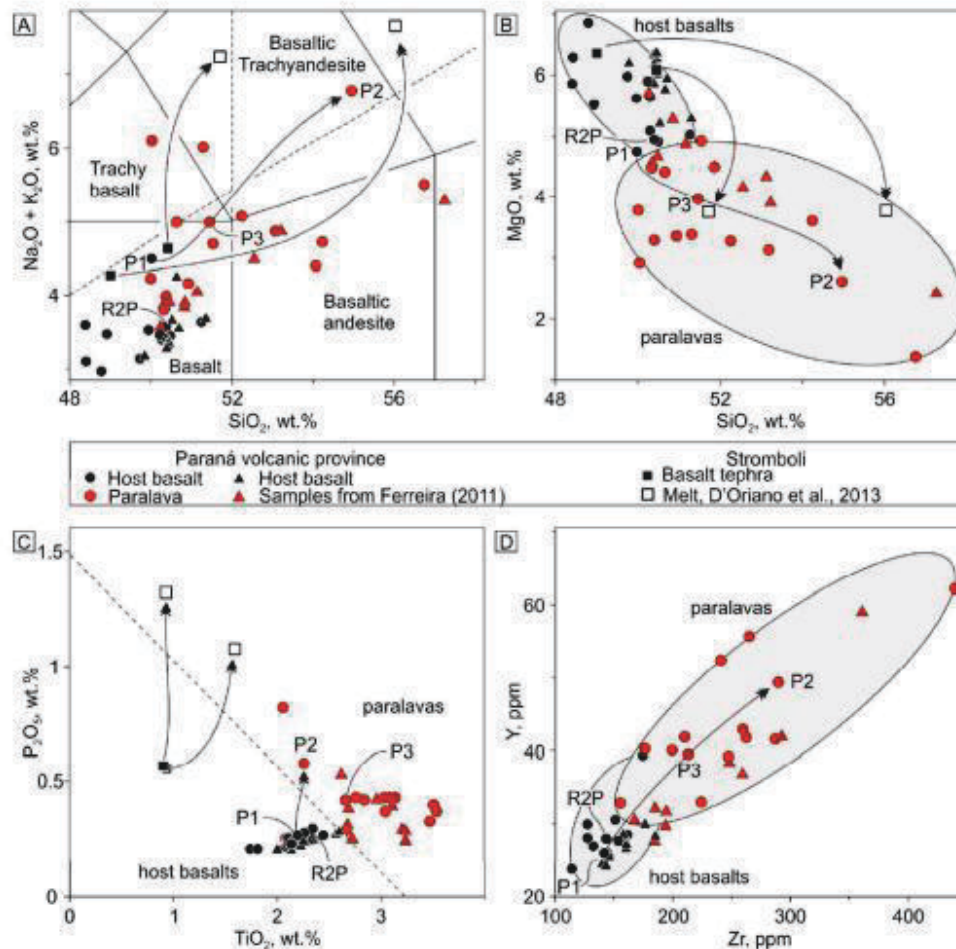 A
Basaltic
Trachyandesite
P2
Trachy
basalt
P1
P3
R2P
Basalt
Basaltic
andesite
6
4
Na₂O + K₂O, wt.%
48
52
56
SiO₂, wt.%
B
host basalts
R2P
P1
P3
P2
paralavas
6
4
2
MgO, wt.%
48
52
56
SiO₂, wt.%
Paraná volcanic province
Stromboli
Host basalt
Host basalt
Basalt tephra
Paralava
Samples from Ferreira (2011)
Melt, D'Oriano et al., 2013
C
1.5
1
0.5
0
P₂O₅, wt.%
paralavas
P2
P3
P1
host basalts
R2P
0
1
2
3
TiO₂, wt.%
D
paralavas
P2
P3
R2P
P1
host basalts
60
40
20
Y, ppm
100
200
300
400
Zr, ppm